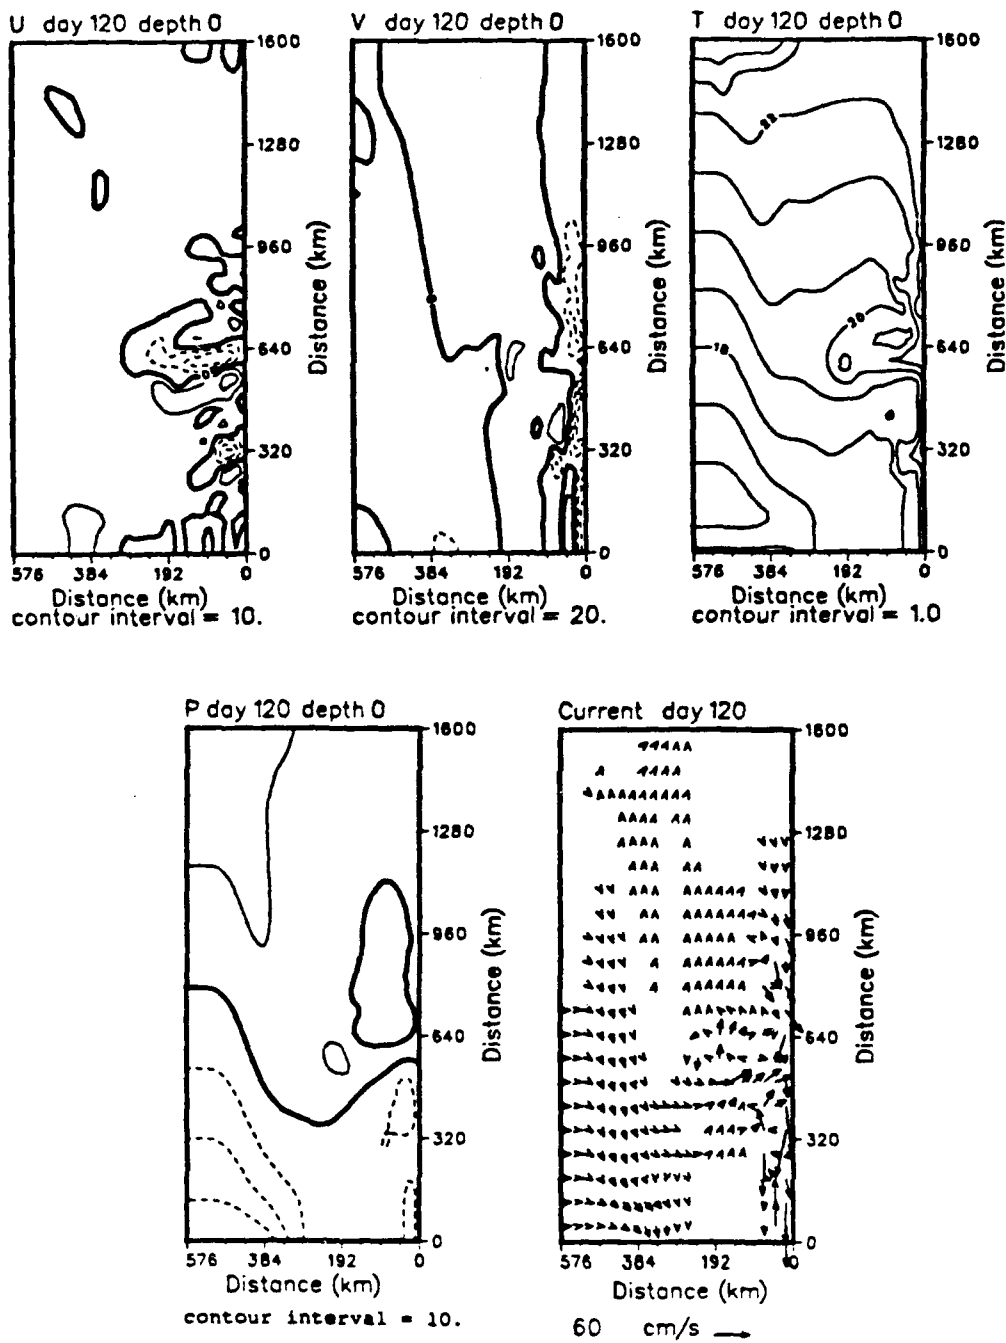 U day 120 depth 0
1600
1280
960
640
320
0
Distance (km)
576 384 192 0
Distance (km)
contour interval = 10.
V day 120 depth 0
1600
1280
960
640
320
0
Distance (km)
0
576 384 192 0
Distance (km)
contour interval = 20.
T day 120 depth 0
1600
1280
960
640
320
0
Distance (km)
22
20
18
576 384 192 0
Distance (km)
contour interval = 1.0
P day 120 depth 0
1600
1280
960
640
320
0
Distance (km)
576 384 192 0
Distance (km)
contour interval = 10.
Current day 120
1600
1280
960
640
320
0
Distance (km)
576 384 192 0
Distance (km)
60 cm/s